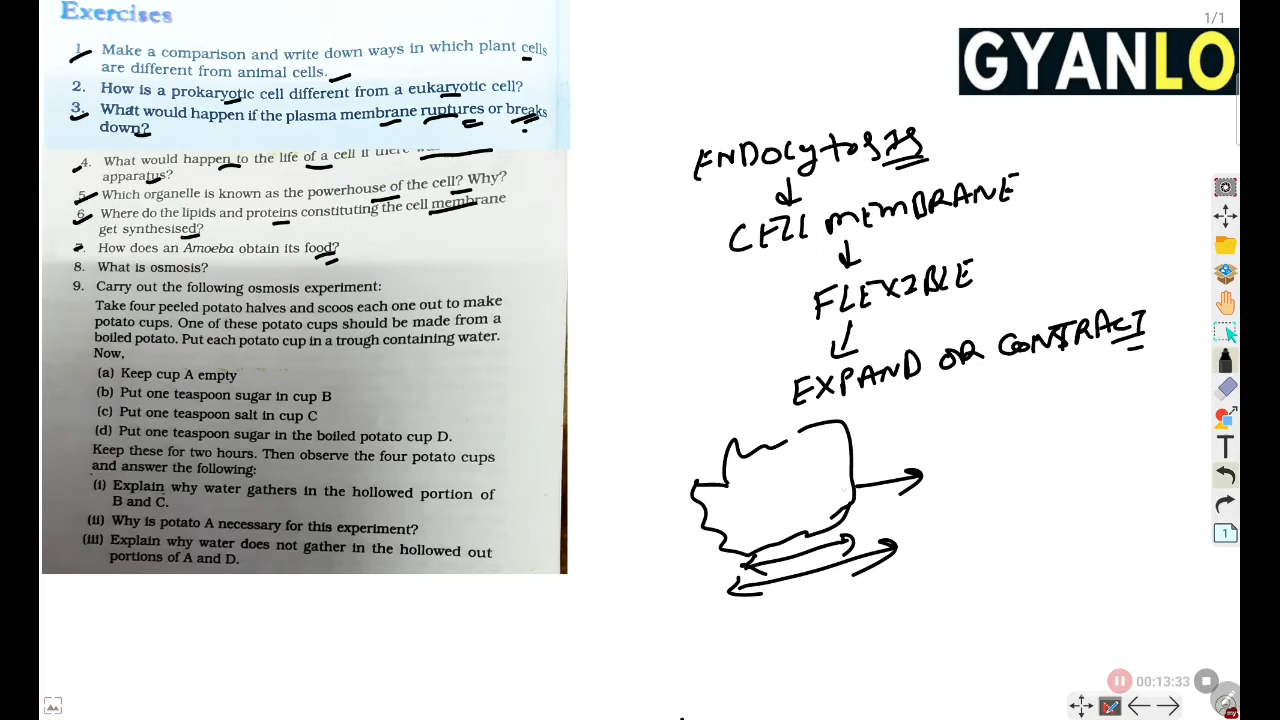 Exercises
1. Make a comparison and write down ways in which plant cells
are different from animal cells.
2. How is a prokaryotic cell different from a eukaryotic cell?
3. What would happen if the plasma membrane ruptures or breaks
down?
4. What would happen to the life of a cell if there
apparatus?
5. Which organelle is known as the powerhouse of the cell? Why?
6. Where do the lipids and proteins constituting the cell membrane
get synthesised?
7. How does an Amoeba obtain its food?
8. What is osmosis?
9. Carry out the following osmosis experiment:
Take four peeled potato halves and scoos each one out to make
potato cups. One of these potato cups should be made from a
boiled potato. Put each potato cup in a trough containing water.
Now,
(a) Keep cup A empty
(b) Put one teaspoon sugar in cup B
(c) Put one teaspoon salt in cup C
(d) Put one teaspoon sugar in the boiled potato cup D.
Keep these for two hours. Then observe the four potato cups
and answer the following:
(i) Explain why water gathers in the hollowed portion of
B and C.
(ii) Why is potato A necessary for this experiment?
(iii) Explain why water does not gather in the hollowed out
portions of A and D.
1/1
GYANLO
ENDOCytosIS
CELL MEMBRANE
FLEXIBLE
EXPAND OR CONTRACT
T
1
00:13:33